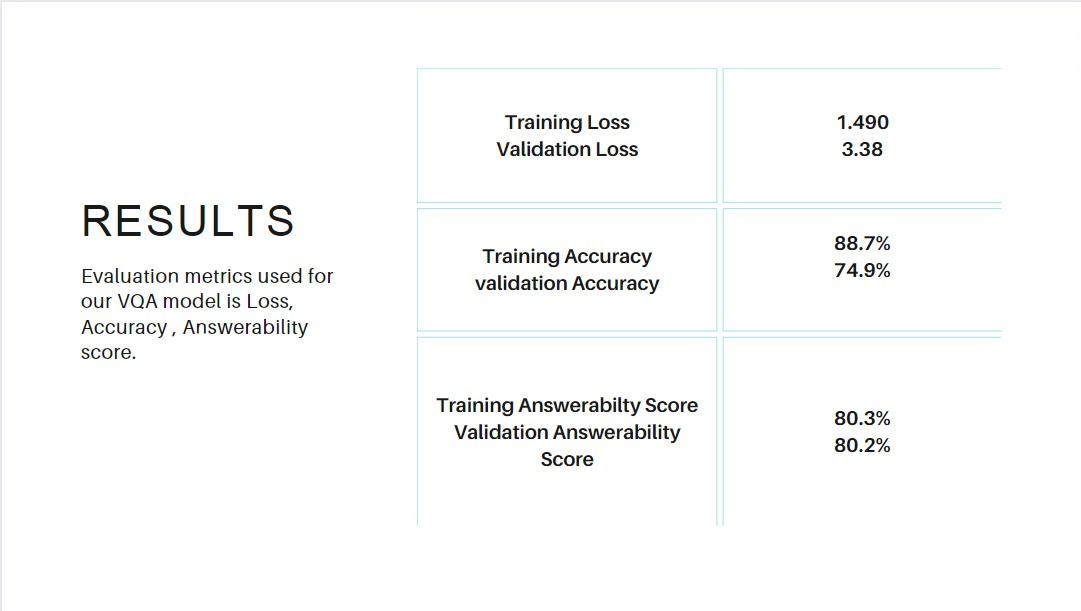 RESULTS
Evaluation metrics used for
our VQA model is Loss,
Accuracy , Answerability
score.
Training Loss
Validation Loss
1.490
3.38
Training Accuracy
validation Accuracy
88.7%
74.9%
Training Answerabilty Score
Validation Answerability
Score
80.3%
80.2%